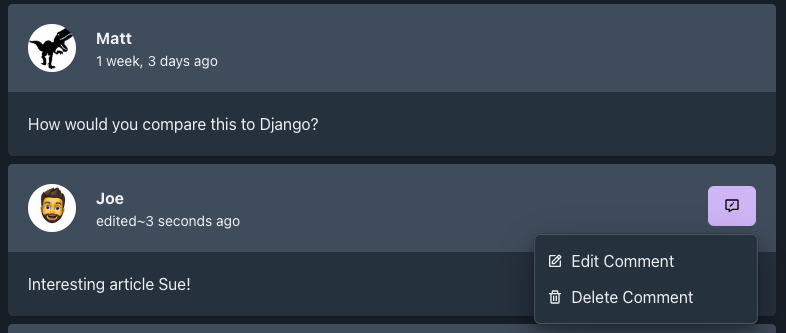 Matt
1 week, 3 days ago
How would you compare this to Django?
Joe
edited~3 seconds ago
Interesting article Sue!
Edit Comment
Delete Comment